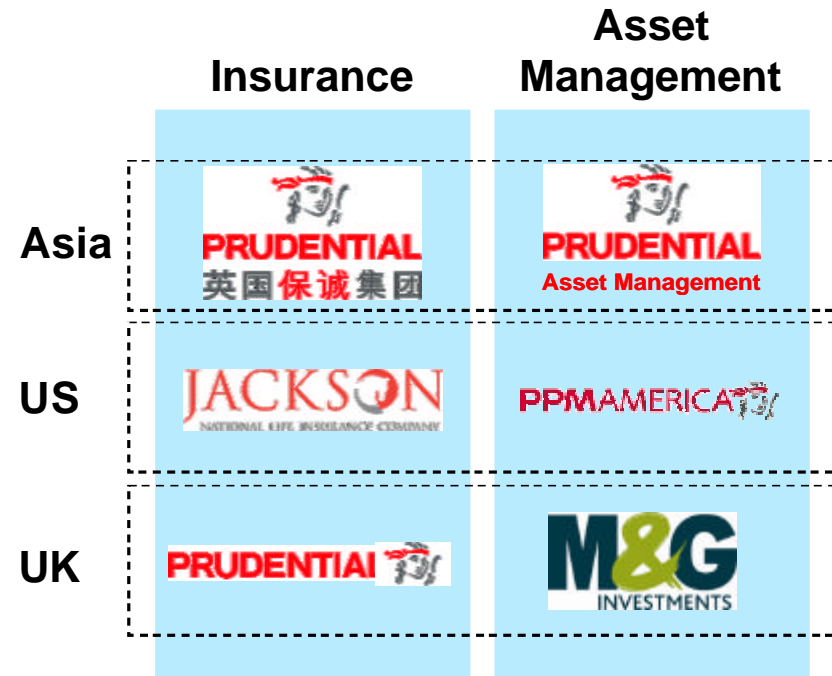 Asset
Insurance Management
Asia
PRUDENTIAL
英国保诚集团
PRUDENTIAL
Asset Management
US
JACKSON
NATIONAL LIFE INSURANCE COMPANY
PPMAMERICA
UK
PRUDENTIAL
M&G
INVESTMENTS